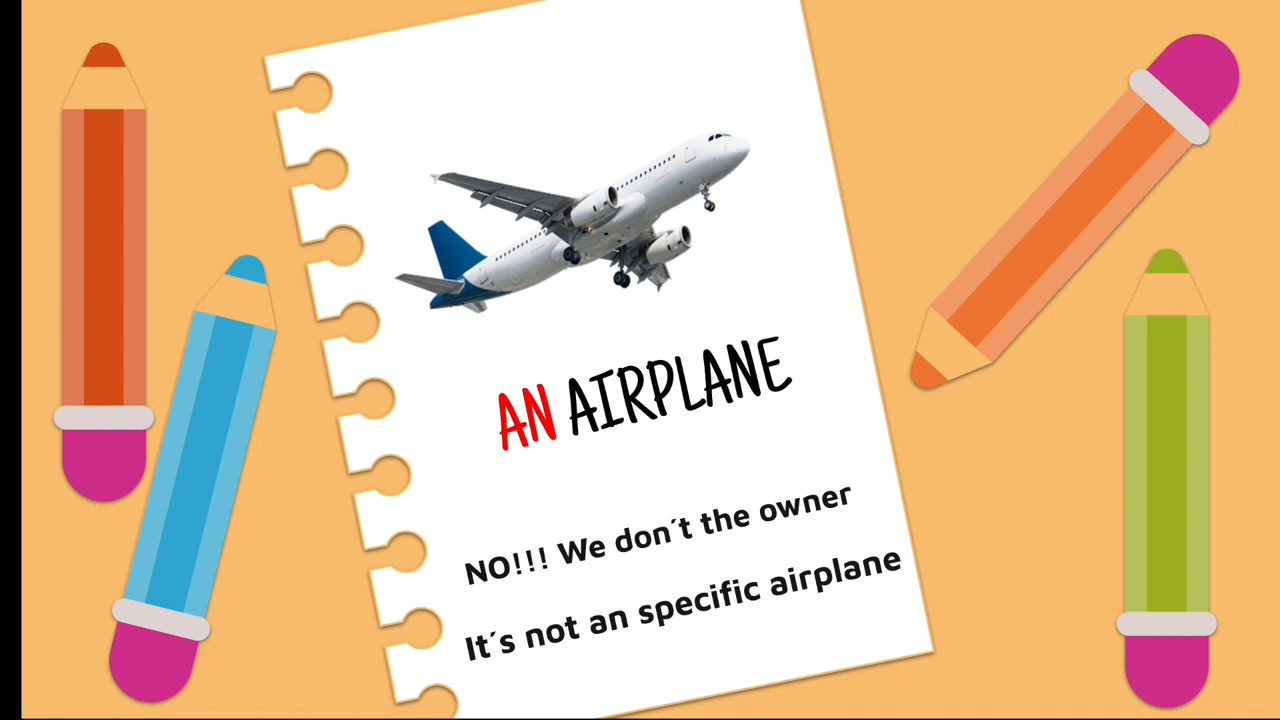 AN AIRPLANE
NO!!! We don´t the owner
It´s not an specific airplane